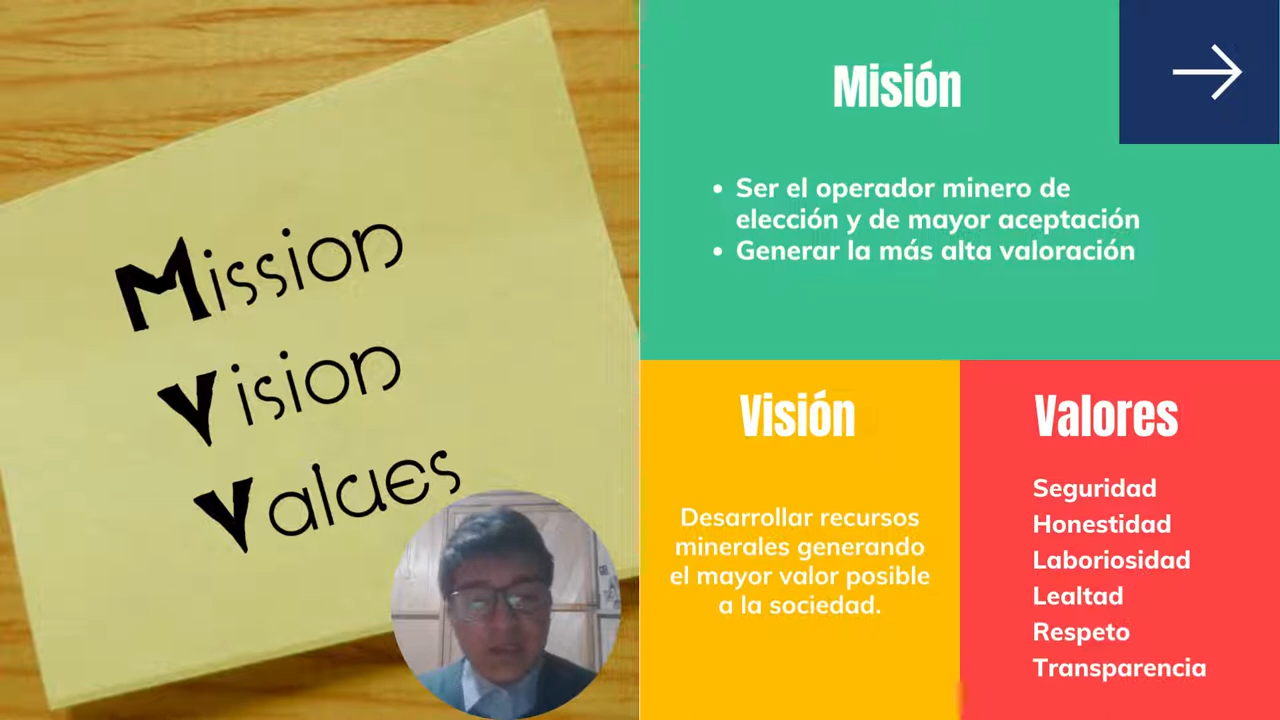 Mission
Vision
Values
Misión
• Ser el operador minero de
elección y de mayor aceptación
• Generar la más alta valoración
Visión
Desarrollar recursos
minerales generando
el mayor valor posible
a la sociedad.
Valores
Seguridad
Honestidad
Laboriosidad
Lealtad
Respeto
Transparencia